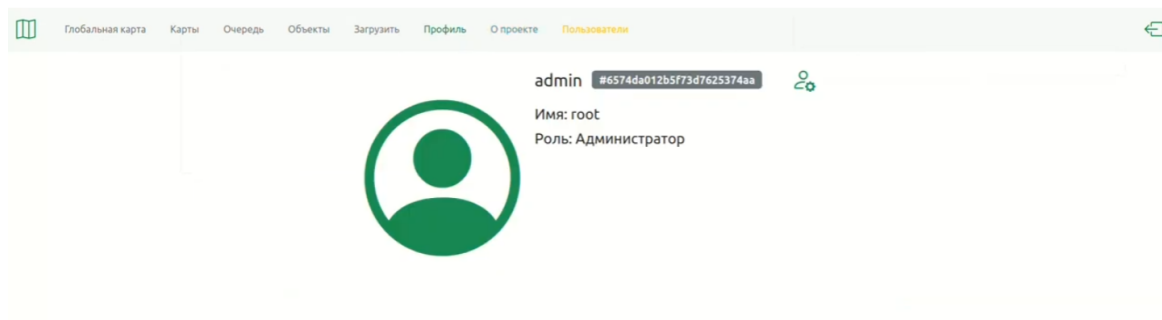 Глобальная карта Карты Очередь Объекты Загрузить Профиль О проекте Пользователи
admin #6574da012b5f73d7625374aa
Имя: root
Роль: Администратор